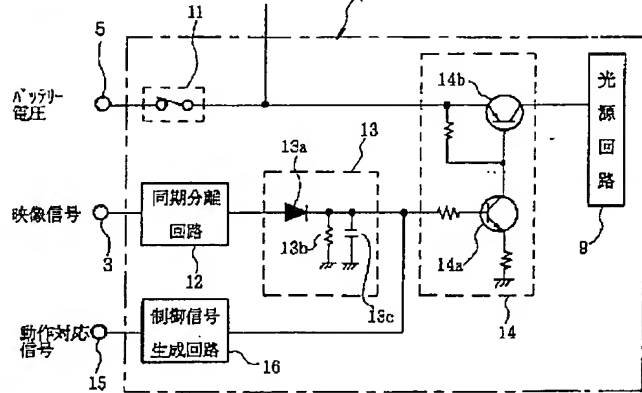 11
5
バッテリー
電圧
14b
光源回路
13
13a
映像信号
同期分離
回路
3
12
13b
13c
14a
9
14
動作対応
信号
制御信号
生成回路
15
16